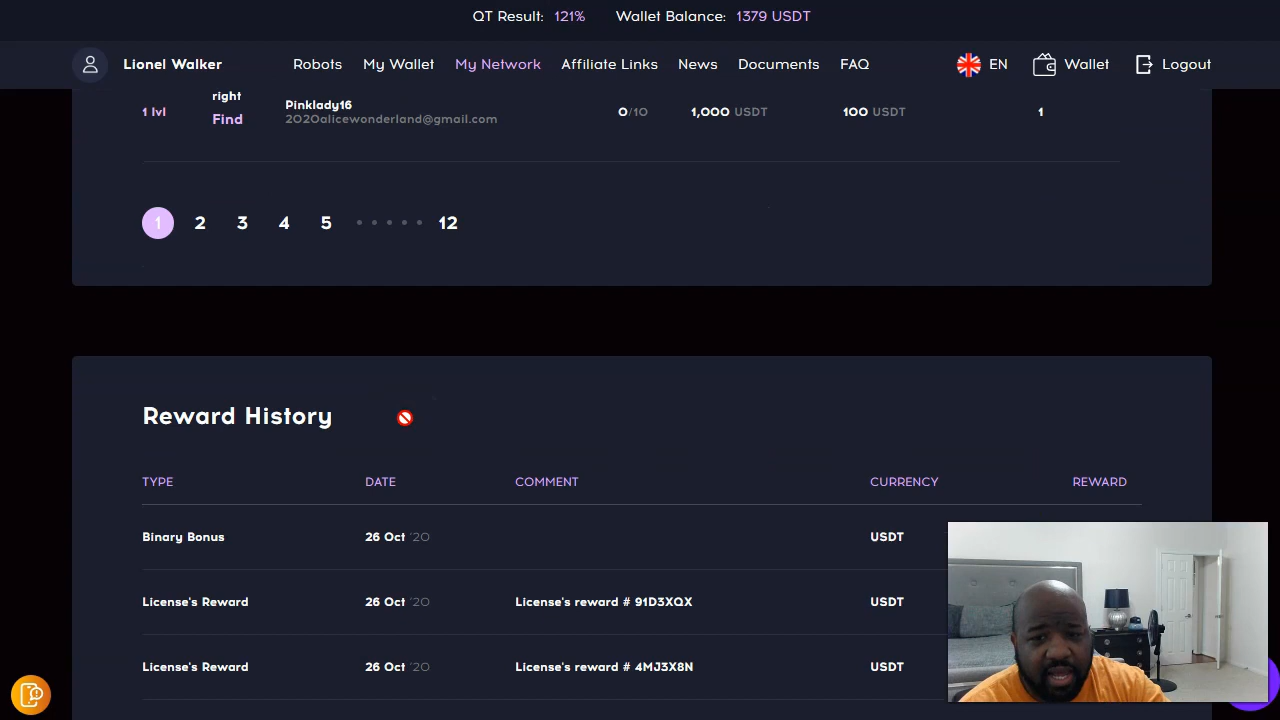 QT Result: 121% Wallet Balance: 1379 USDT
Lionel Walker Robots My Wallet My Network Affiliate Links News Documents FAQ EN Wallet Logout
right
1 lvl Find Pinklady16 0/10 1,000 USDT 100 USDT 1
2020alicewonderland@gmail.com
1 2 3 4 5 12
Reward History
TYPE DATE COMMENT CURRENCY REWARD
Binary Bonus 26 Oct '20 USDT
License's Reward 26 Oct '20 License's reward # 91D3XQX USDT
License's Reward 26 Oct '20 License's reward # 4MJ3X8N USDT